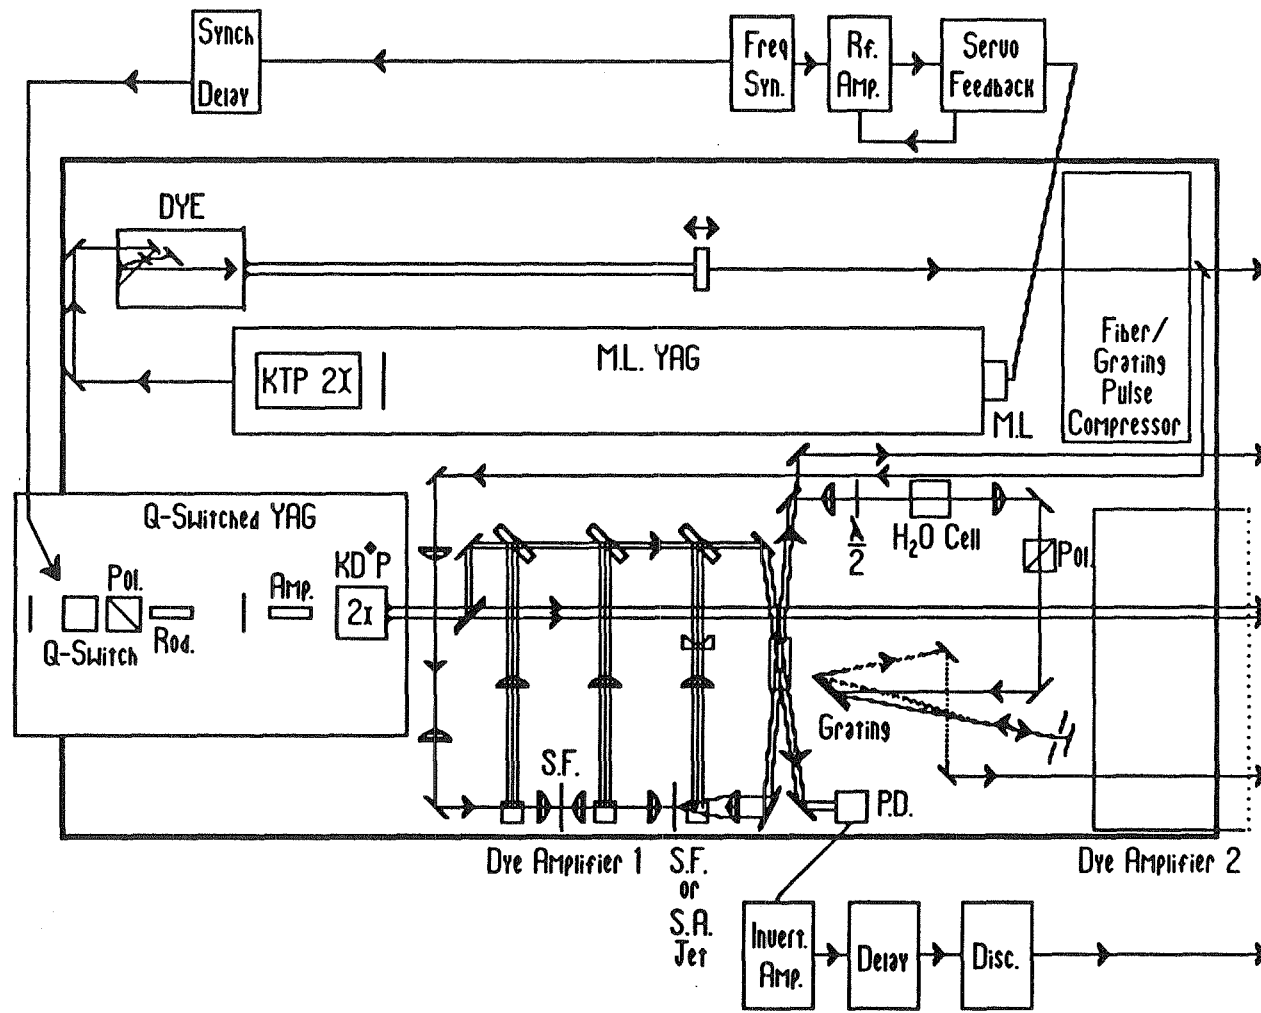 Synch
Delay
Freq
Syn.
Rf.
Amp.
Servo
Feedback
DYE
M.L. YAG
KTP 2X
M.L
Fiber/
Grating
Pulse
Compressor
Q-Switched YAG
KD*P
2X
Pol.
Amp.
Rod.
Q-Switch
λ
2
H2O Cell
Pol.
Grating
S.F.
P.D.
Dye Amplifier 1
S.F.
or
S.A.
Jet
Dye Amplifier 2
Invert.
Amp.
Delay
Disc.